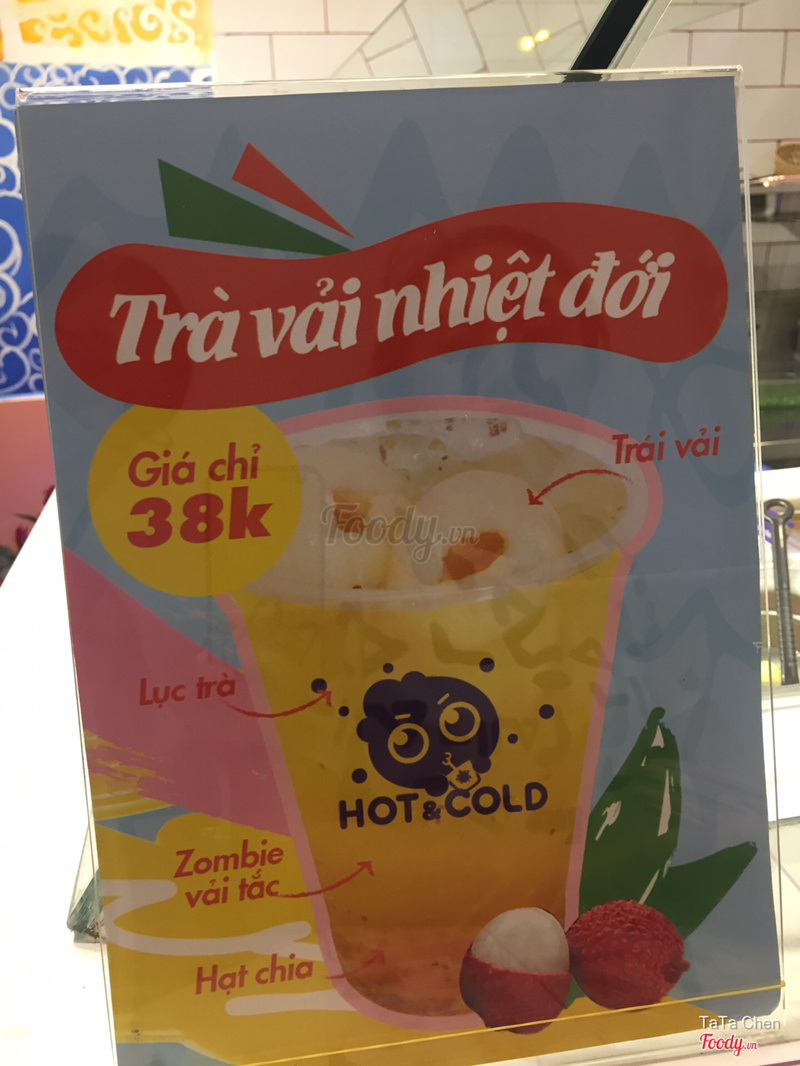 Trà vải nhiệt đới
Giá chỉ
38k
Trái vải
Foody.vn
Lục trà
HOT&COLD
Zombie
vải tắc
Hạt chia
TaTa Chen
Foody.vn